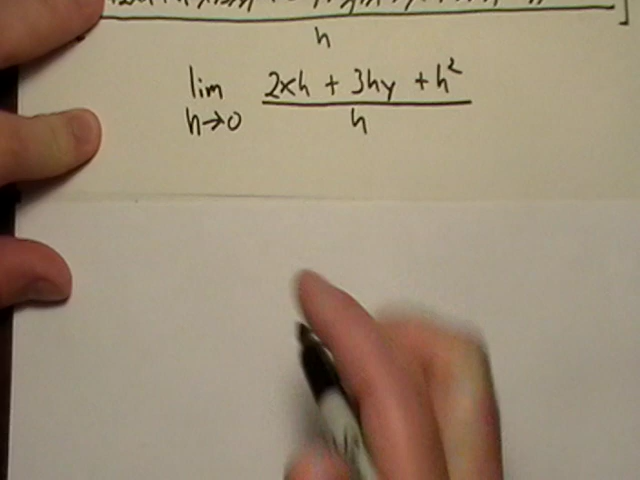 h
lim 2xh + 3hy + h²
h→0 h